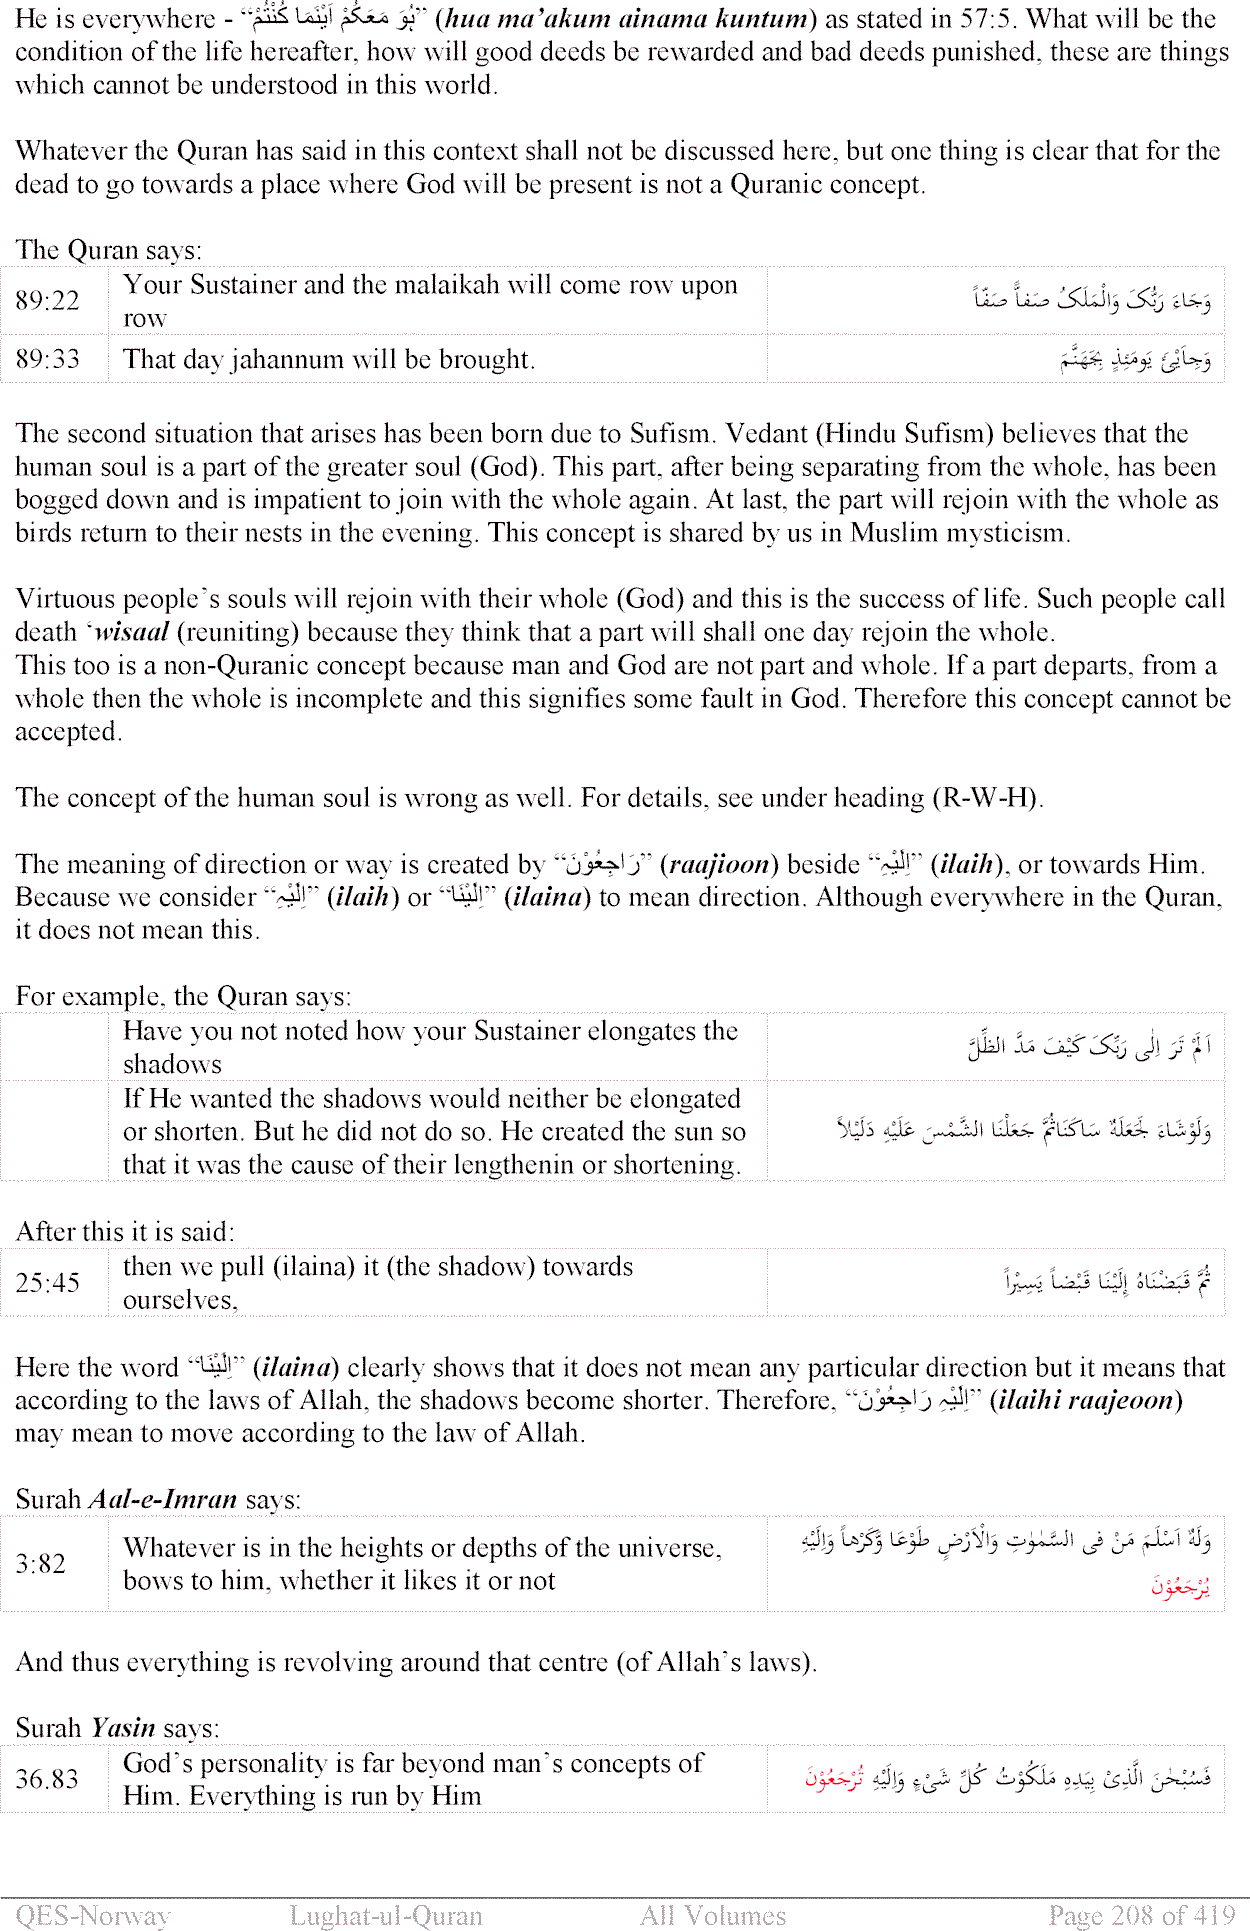 He is everywhere - “ہُوَ مَعَکُمْ اَیْنَمَا کُنْتُمْ” (hua ma’akum ainama kuntum) as stated in 57:5. What will be the
condition of the life hereafter, how will good deeds be rewarded and bad deeds punished, these are things
which cannot be understood in this world.
Whatever the Quran has said in this context shall not be discussed here, but one thing is clear that for the
dead to go towards a place where God will be present is not a Quranic concept.
The Quran says:
89:22 Your Sustainer and the malaikah will come row upon
row
وَجَاءَ رَبُّکَ وَالْمَلَکُ صَفاًّ صَفّاً
89:33 That day jahannum will be brought. وَجِاَیْئَ یَومَئِذٍ بِجَهَنَّمَ
The second situation that arises has been born due to Sufism. Vedant (Hindu Sufism) believes that the
human soul is a part of the greater soul (God). This part, after being separating from the whole, has been
bogged down and is impatient to join with the whole again. At last, the part will rejoin with the whole as
birds return to their nests in the evening. This concept is shared by us in Muslim mysticism.
Virtuous people’s souls will rejoin with their whole (God) and this is the success of life. Such people call
death ‘wisaal (reuniting) because they think that a part will shall one day rejoin the whole.
This too is a non-Quranic concept because man and God are not part and whole. If a part departs, from a
whole then the whole is incomplete and this signifies some fault in God. Therefore this concept cannot be
accepted.
The concept of the human soul is wrong as well. For details, see under heading (R-W-H).
The meaning of direction or way is created by “رَاجِعُوْنَ” (raajioon) beside “اِلَیْہِ” (ilaih), or towards Him.
Because we consider “اِلَیْہِ” (ilaih) or “اِلَیْنَا” (ilaina) to mean direction. Although everywhere in the Quran,
it does not mean this.
For example, the Quran says:
Have you not noted how your Sustainer elongates the
shadows
اَلَمْ تَرَ اِلٰی رَبِّکَ کَیْفَ مَدَّ الظِّلَّ
If He wanted the shadows would neither be elongated
or shorten. But he did not do so. He created the sun so
that it was the cause of their lengthenin or shortening.
وَلَوْشَاءَ لَجَعَلَهٗ سَاکَنَاثُمَّ جَعَلْنَا الشَّمْسَ عَلَیْهِ دَلَیْلاً
After this it is said:
25:45 then we pull (ilaina) it (the shadow) towards
ourselves,
ثُمَّ قَبَضْنَاهُ إِلَیْنَا قَبْضاً یَسِیْراً
Here the word “اِلَیْنَا” (ilaina) clearly shows that it does not mean any particular direction but it means that
according to the laws of Allah, the shadows become shorter. Therefore, “اِلَیْہِ رَاجِعُوْنَ” (ilaihi raajeoon)
may mean to move according to the law of Allah.
Surah Aal-e-Imran says:
3:82 Whatever is in the heights or depths of the universe,
bows to him, whether it likes it or not
وَلَهٗ اَسْلَمَ مَنْ فِی السَّمٰوٰتِ وَالْاَرْضِ طَوْعَا وَّکَرْهاً وَاِلَیْهِ
یُرْجَعُوْنَ
And thus everything is revolving around that centre (of Allah’s laws).
Surah Yasin says:
36.83 God’s personality is far beyond man’s concepts of
Him. Everything is run by Him
فَسُبْحٰنَ الَّذِیْ بِیَدِهِ مَلَکُوْتُ کُلِّ شَیْءٍ وَاِلَیْهِ تُرْجَعُوْنَ
QES-Norway Lughat-ul-Quran All Volumes Page 208 of 419